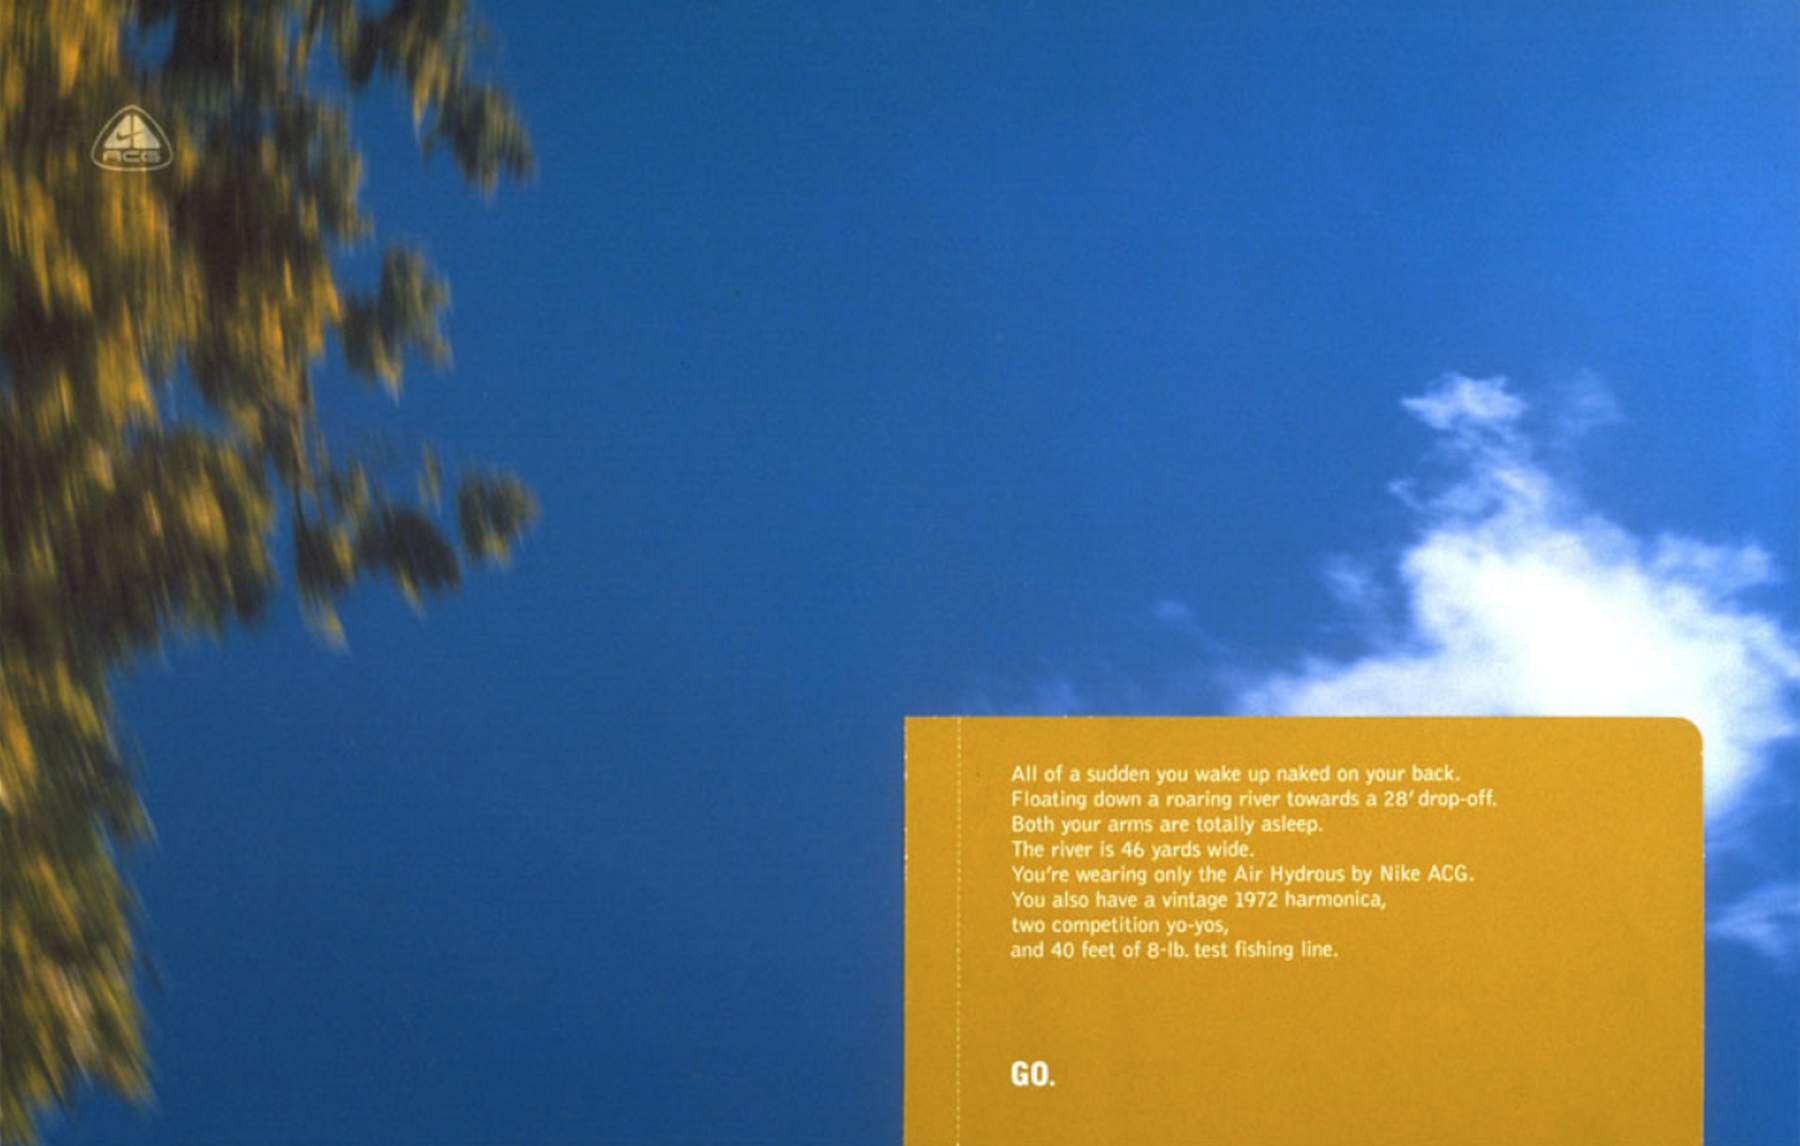 ACG
All of a sudden you wake up naked on your back.
Floating down a roaring river towards a 28' drop-off.
Both your arms are totally asleep.
The river is 46 yards wide.
You're wearing only the Air Hydrous by Nike ACG.
You also have a vintage 1972 harmonica,
two competition yo-yos,
and 40 feet of 8-lb. test fishing line.
GO.